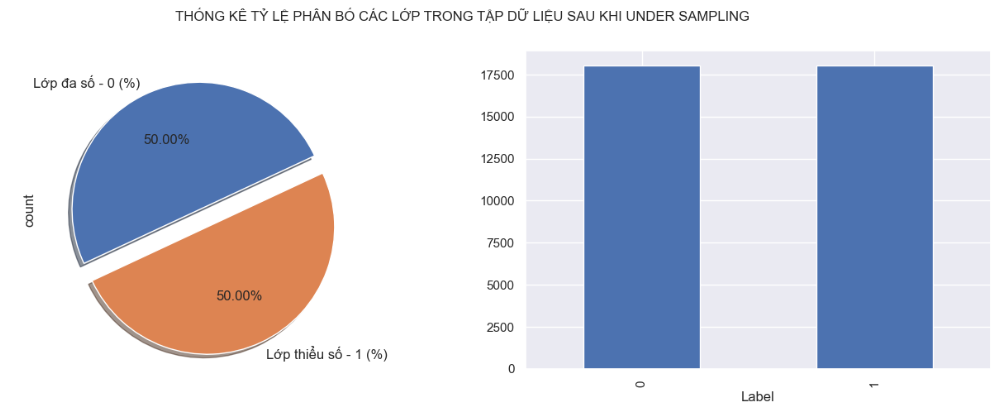 THỐNG KÊ TỶ LỆ PHÂN BỐ CÁC LỚP TRONG TẬP DỮ LIỆU SAU KHI UNDER SAMPLING
Lớp đa số - 0 (%)
50.00%
count
50.00%
Lớp thiểu số - 1 (%)
17500
15000
12500
10000
7500
5000
2500
0
0
1
Label